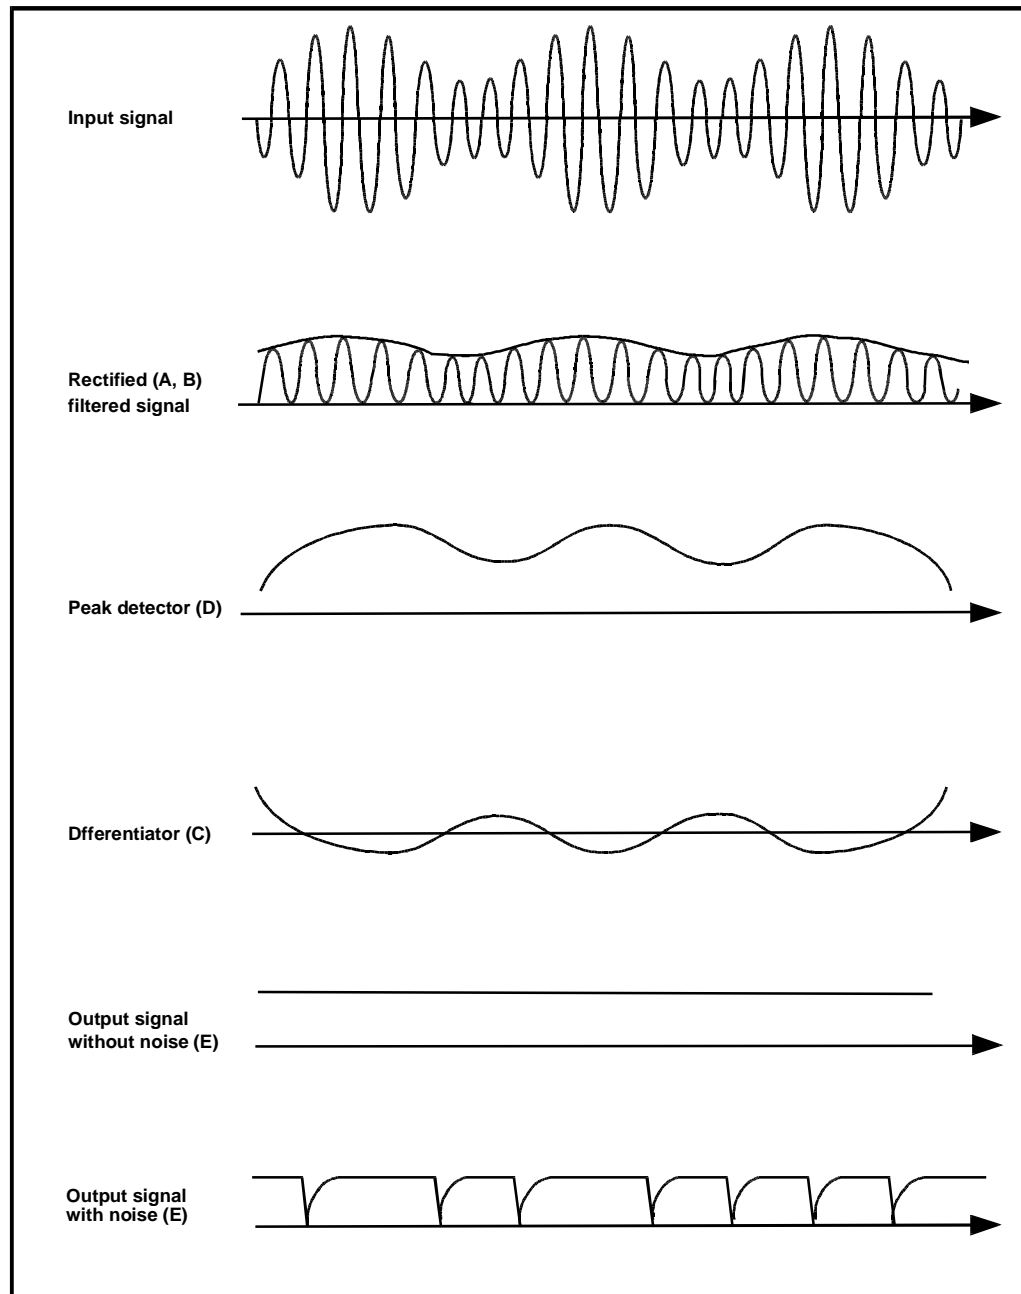 Input signal
Rectified (A, B)
filtered signal
Peak detector (D)
Dfferentiator (C)
Output signal
without noise (E)
Output signal
with noise (E)